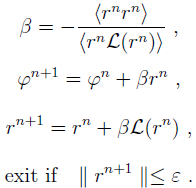 β = − ⟨rⁿrⁿ⟩ / ⟨rⁿℒ(rⁿ)⟩ ,
φⁿ⁺¹ = φⁿ + βrⁿ ,
rⁿ⁺¹ = rⁿ + βℒ(rⁿ) ,
exit if ∥ rⁿ⁺¹ ∥≤ ε .